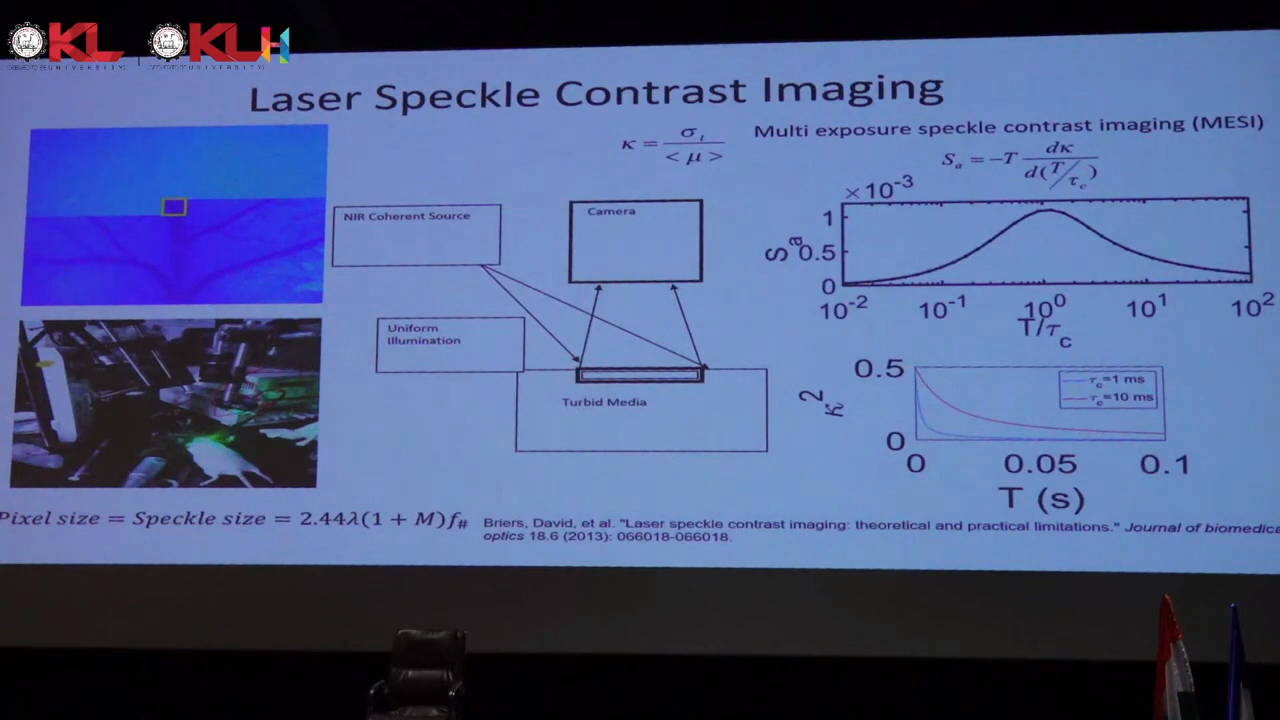 KL KLH
UNIVERSITY UNIVERSITY
Laser Speckle Contrast Imaging
κ = σ_t / < μ >
Multi exposure speckle contrast imaging (MESI)
S_a = −T dκ / d(T/τ_c)
NIR Coherent Source
Camera
Uniform
Illumination
Turbid Media
×10^-3
1
0.5
0
S_a
10^-2 10^-1 10^0 10^1 10^2
T/τ_c
0.5
0
κ^2
τ_c=1 ms
τ_c=10 ms
0 0.05 0.1
T (s)
Pixel size = Speckle size = 2.44λ(1 + M)f_#
Briers, David, et al. "Laser speckle contrast imaging: theoretical and practical limitations." Journal of biomedica
optics 18.6 (2013): 066018-066018.